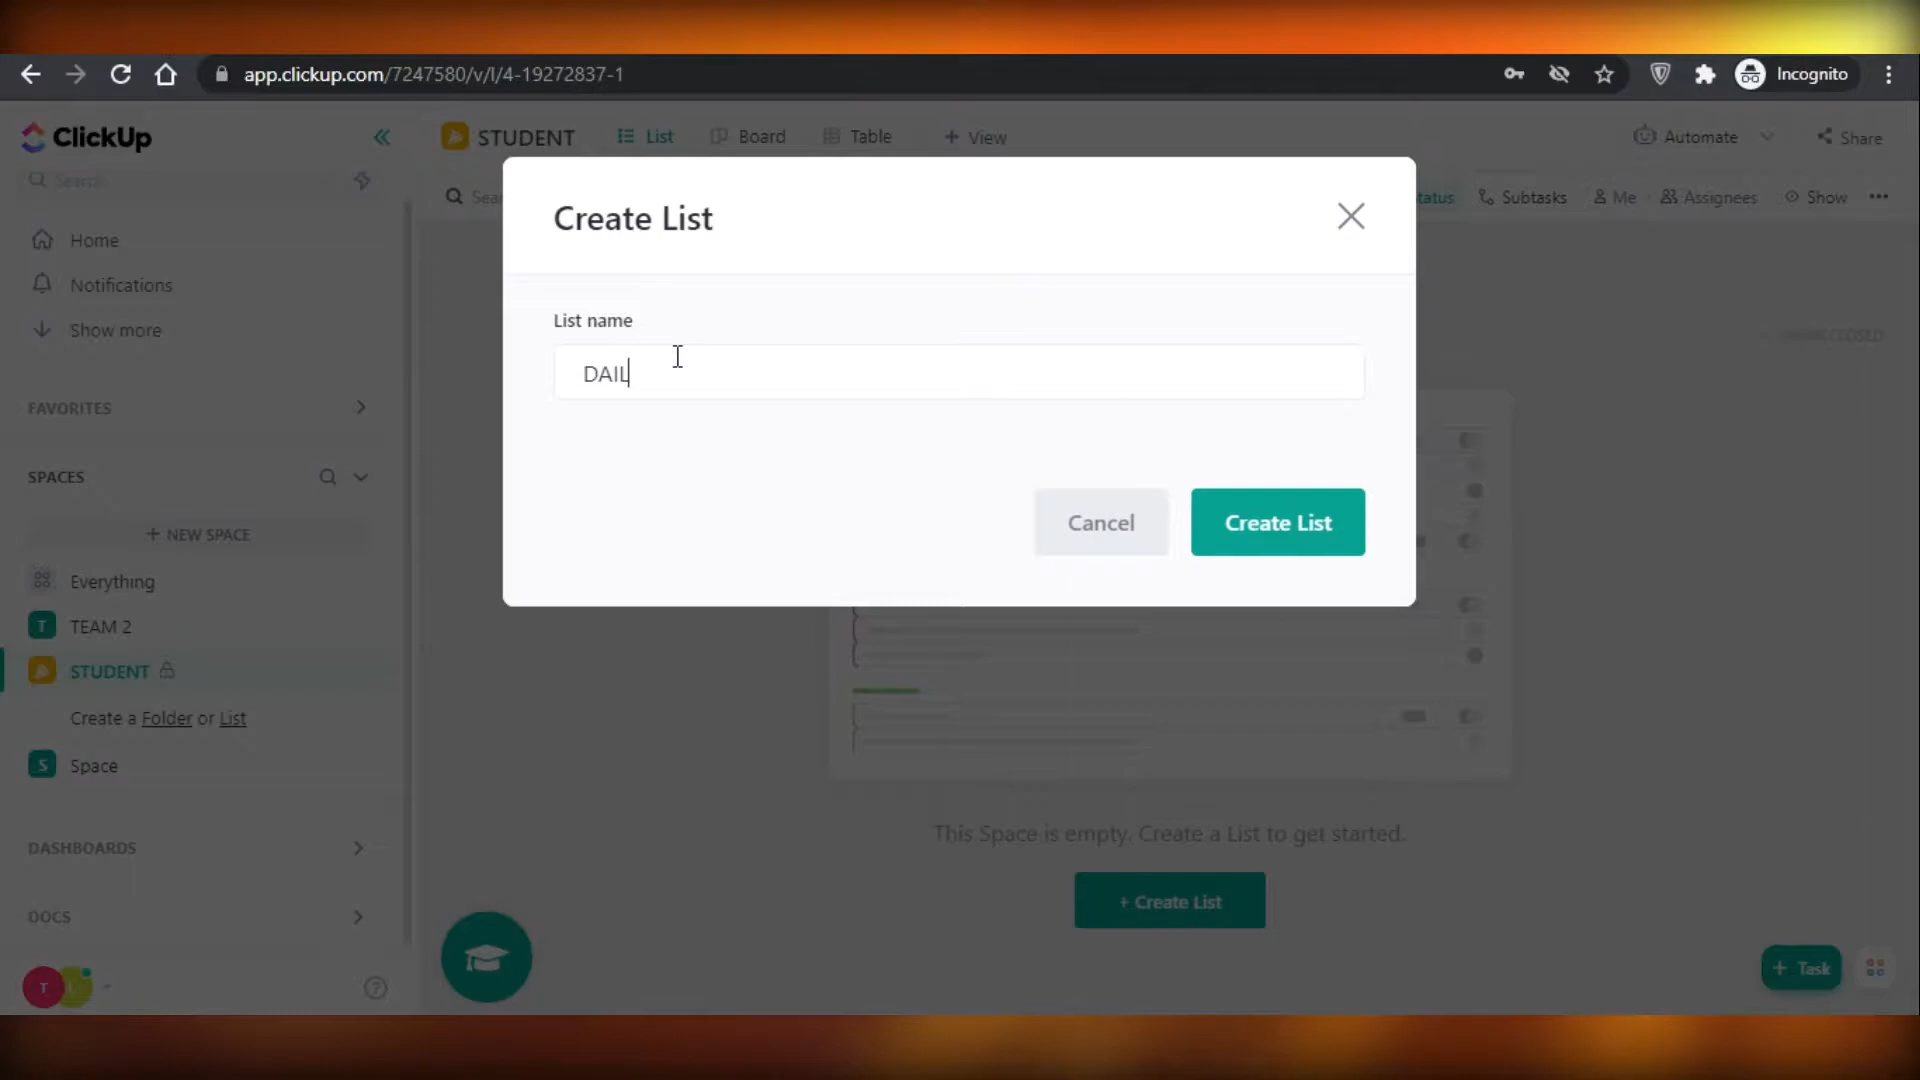 app.clickup.com/7247580/v/l/4-19272837-1
Incognito
ClickUp
Search
Home
Notifications
Show more
FAVORITES
SPACES
+ NEW SPACE
Everything
T TEAM 2
STUDENT
Create a Folder or List
S Space
DASHBOARDS
DOCS
T
STUDENT
List
Board
Table
+ View
Automate
Share
Sea
tatus
Subtasks
Me
Assignees
Show
Create List
List name
DAIL
Cancel
Create List
This Space is empty. Create a List to get started.
+ Create List
+ Task